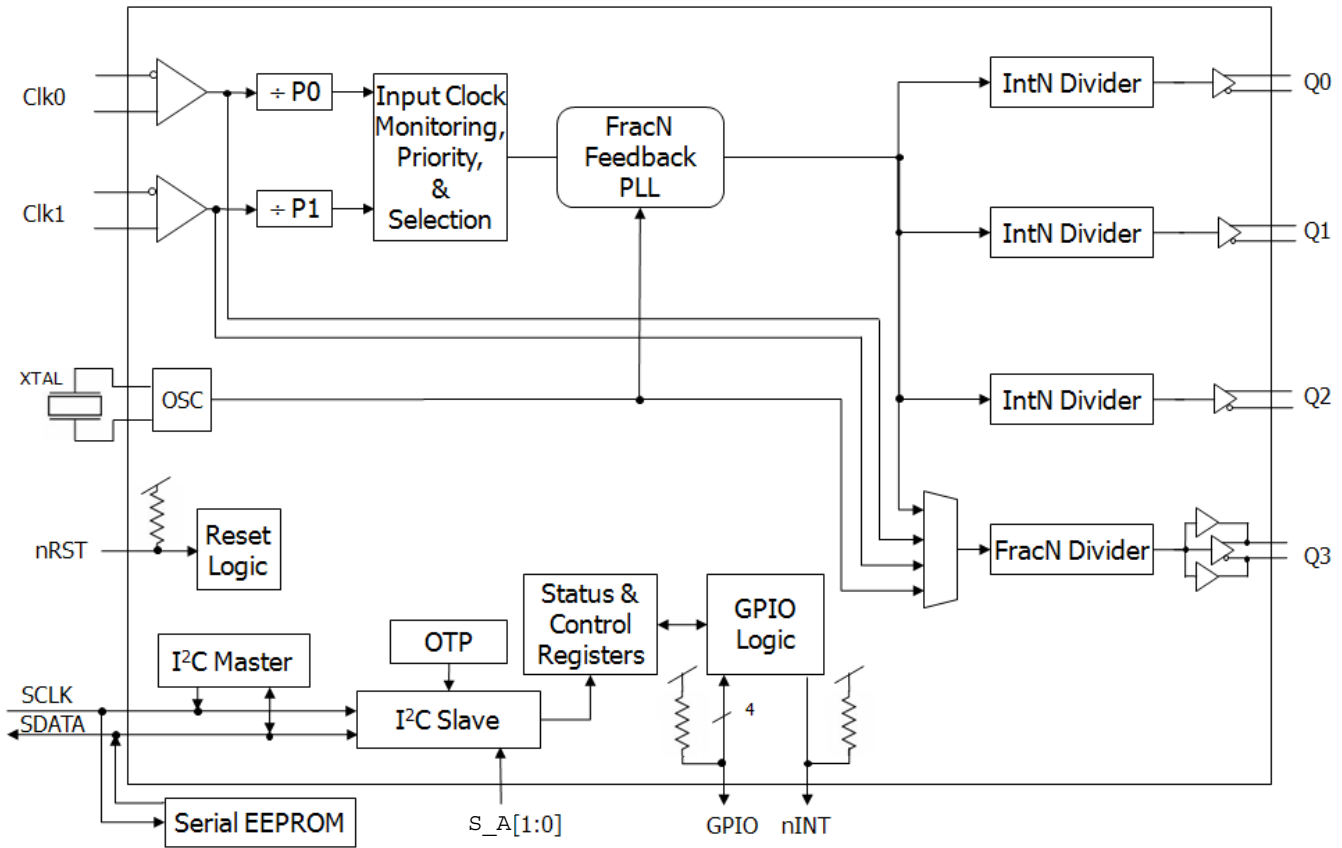 Clk0
÷ P0
Input Clock
Monitoring,
Priority,
&
Selection
FracN
Feedback
PLL
IntN Divider
Q0
Clk1
÷ P1
IntN Divider
Q1
XTAL
OSC
IntN Divider
Q2
nRST
Reset
Logic
FracN Divider
Q3
Status &
Control
Registers
GPIO
Logic
OTP
I²C Master
SCLK
SDATA
I²C Slave
4
Serial EEPROM
S_A[1:0]
GPIO
nINT